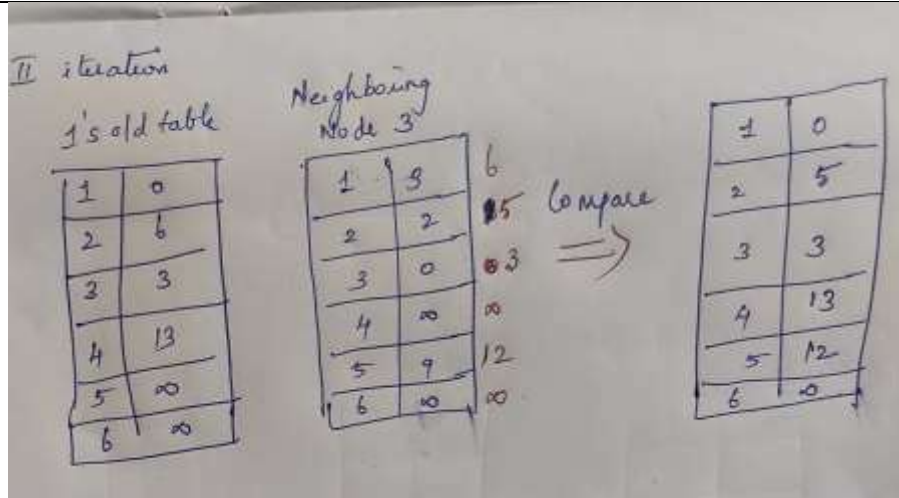 II iteration
1's old table
Neighbouring
Node 3
1 0
2 6
3 3
4 13
5 ∞
6 ∞
1 3 6
2 2 5
3 0 3
4 ∞ ∞
5 9 12
6 ∞ ∞
Compare
⇒
1 0
2 5
3 3
4 13
5 12
6 ∞